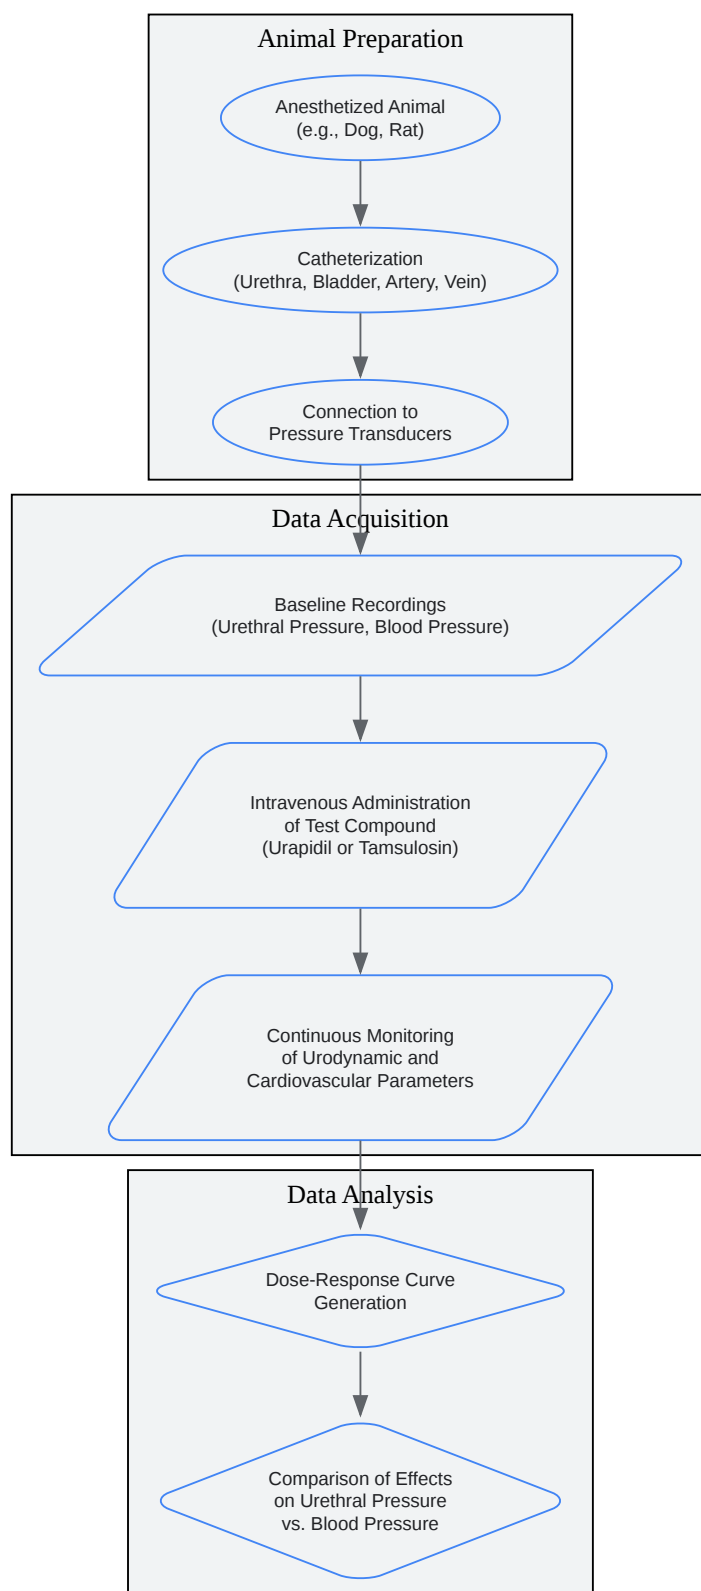 Animal Preparation
Anesthetized Animal
(e.g., Dog, Rat)
Catheterization
(Urethra, Bladder, Artery, Vein)
Connection to
Pressure Transducers
Data Acquisition
Baseline Recordings
(Urethral Pressure, Blood Pressure)
Intravenous Administration
of Test Compound
(Urapidil or Tamsulosin)
Continuous Monitoring
of Urodynamic and
Cardiovascular Parameters
Data Analysis
Dose-Response Curve
Generation
Comparison of Effects
on Urethral Pressure
vs. Blood Pressure